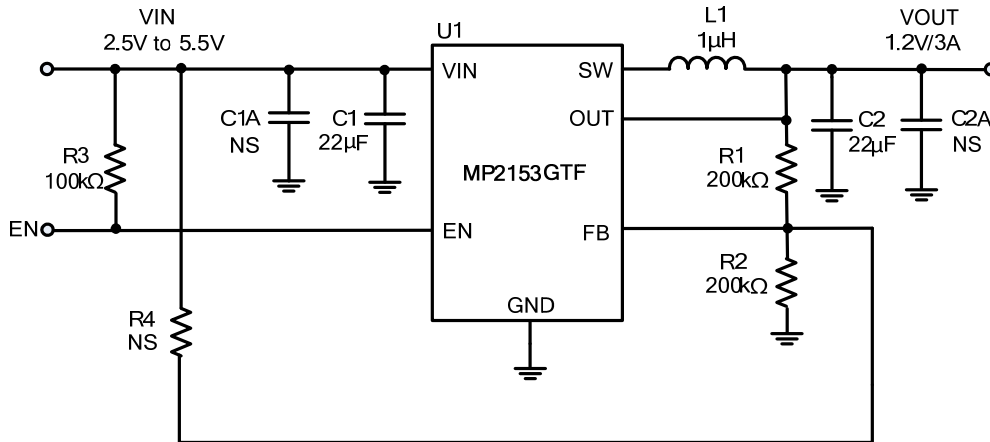 VIN
2.5V to 5.5V
U1
L1
1µH
VOUT
1.2V/3A
VIN
SW
C1A
NS
C1
22µF
OUT
C2
22µF
C2A
NS
R3
100kΩ
MP2153GTF
R1
200kΩ
EN
EN
FB
R2
200kΩ
GND
R4
NS